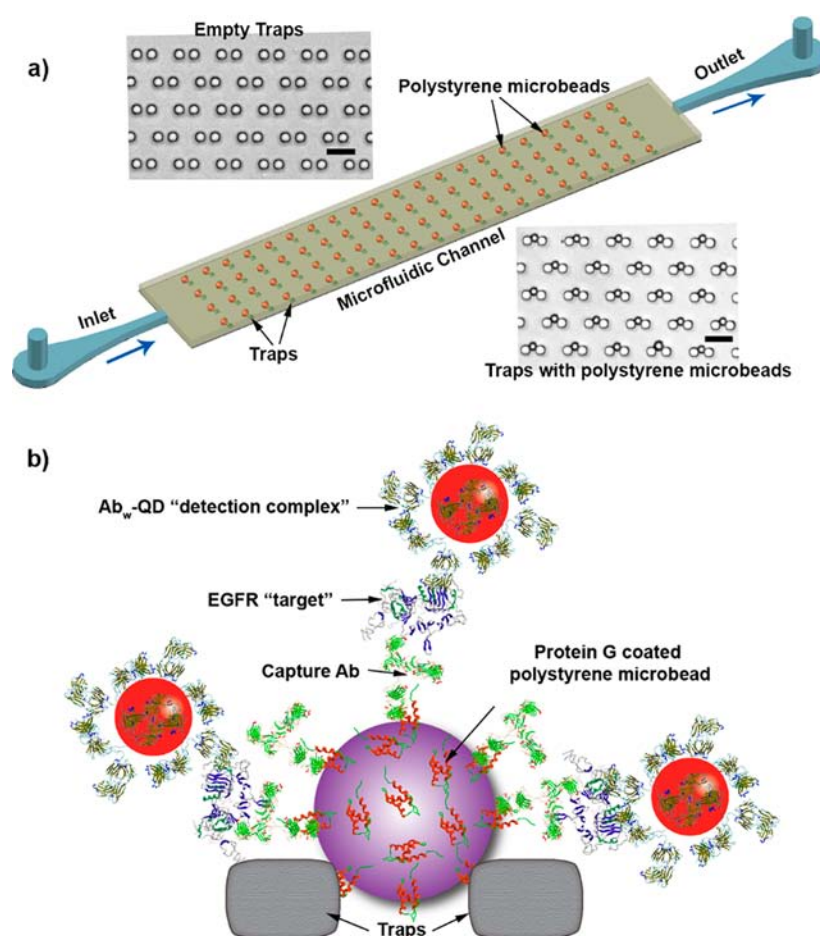 Empty Traps
a)
Outlet
Polystyrene microbeads
Microfluidic Channel
Inlet
Traps
Traps with polystyrene microbeads
b)
Ab_w-QD “detection complex”
EGFR “target”
Capture Ab
Protein G coated
polystyrene microbead
Traps